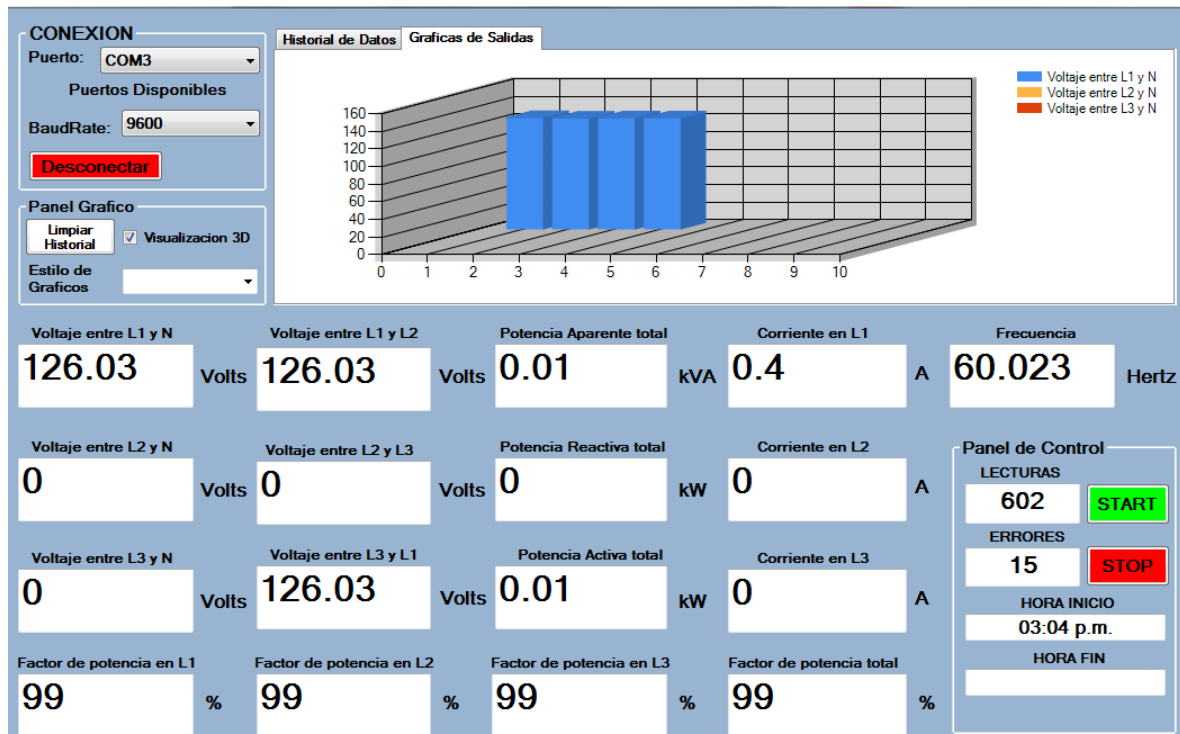 CONEXION
Puerto: COM3
Puertos Disponibles
BaudRate: 9600
Desconectar
Panel Grafico
Limpiar
Historial
Visualizacion 3D
Estilo de
Graficos
Historial de Datos Graficas de Salidas
160
140
120
100
80
60
40
20
0
0 1 2 3 4 5 6 7 8 9 10
Voltaje entre L1 y N
Voltaje entre L2 y N
Voltaje entre L3 y N
Voltaje entre L1 y N Voltaje entre L1 y L2 Potencia Aparente total Corriente en L1 Frecuencia
126.03 Volts 126.03 Volts 0.01 kVA 0.4 A 60.023 Hertz
Voltaje entre L2 y N Voltaje entre L2 y L3 Potencia Reactiva total Corriente en L2
0 Volts 0 Volts 0 kW 0 A
Voltaje entre L3 y N Voltaje entre L3 y L1 Potencia Activa total Corriente en L3
0 Volts 126.03 Volts 0.01 kW 0 A
Factor de potencia en L1 Factor de potencia en L2 Factor de potencia en L3 Factor de potencia total
99 % 99 % 99 % 99 %
Panel de Control
LECTURAS
602 START
ERRORES
15 STOP
HORA INICIO
03:04 p.m.
HORA FIN